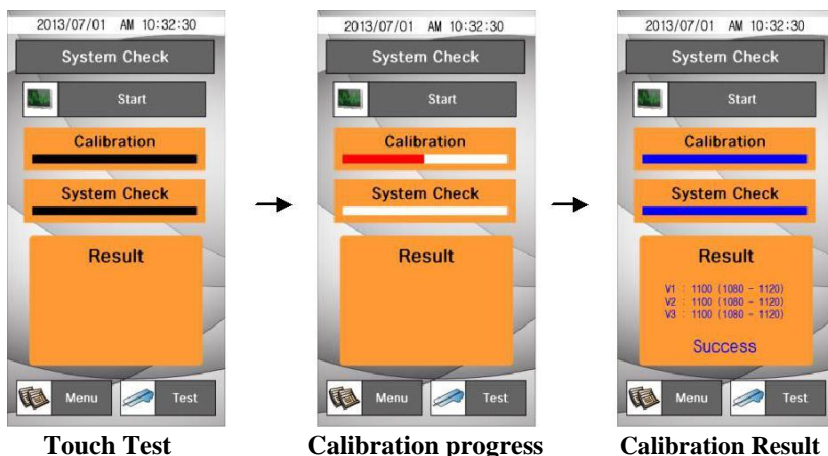 2013/07/01 AM 10:32:30
System Check
Start
Calibration
System Check
Result
Menu
Test
Touch Test
2013/07/01 AM 10:32:30
System Check
Start
Calibration
System Check
Result
Menu
Test
Calibration progress
2013/07/01 AM 10:32:30
System Check
Start
Calibration
System Check
Result
V1 : 1100 (1080 - 1120)
V2 : 1100 (1080 - 1120)
V3 : 1100 (1080 - 1120)
Success
Menu
Test
Calibration Result